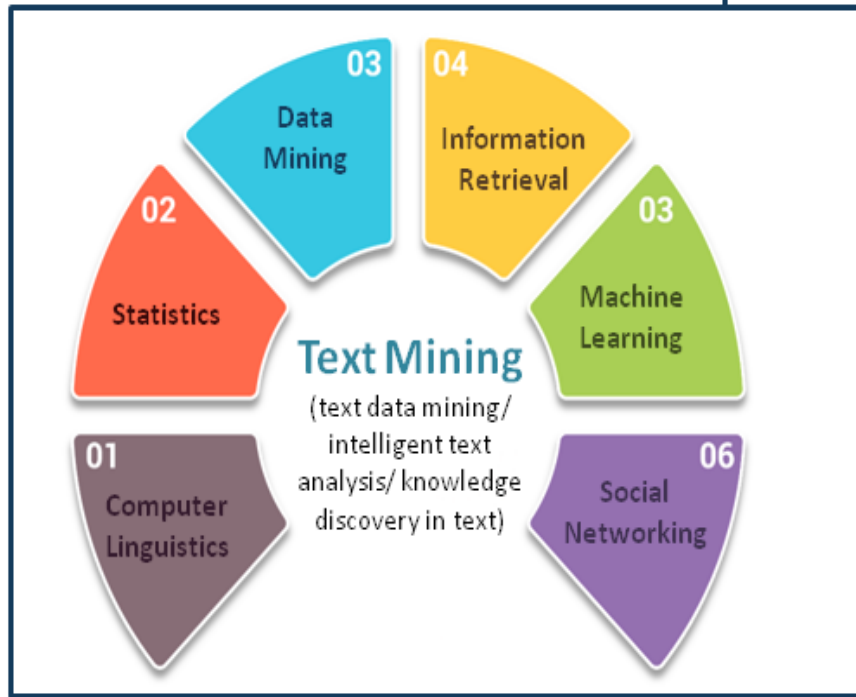 01
Computer
Linguistics
02
Statistics
03
Data
Mining
04
Information
Retrieval
03
Machine
Learning
06
Social
Networking
Text Mining
(text data mining/
intelligent text
analysis/ knowledge
discovery in text)